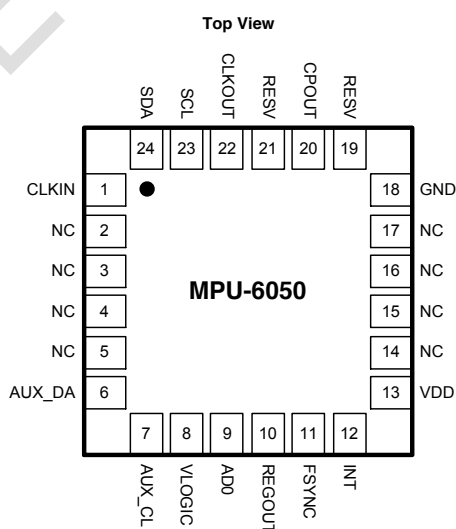 Top View
SDA
SCL
CLKOUT
RESV
CPOUT
RESV
24
23
22
21
20
19
CLKIN 1
18 GND
NC 2
17 NC
NC 3
16 NC
MPU-6050
NC 4
15 NC
NC 5
14 NC
AUX_DA 6
13 VDD
7
8
9
10
11
12
AUX_CL
VLOGIC
AD0
REGOUT
FSYNC
INT